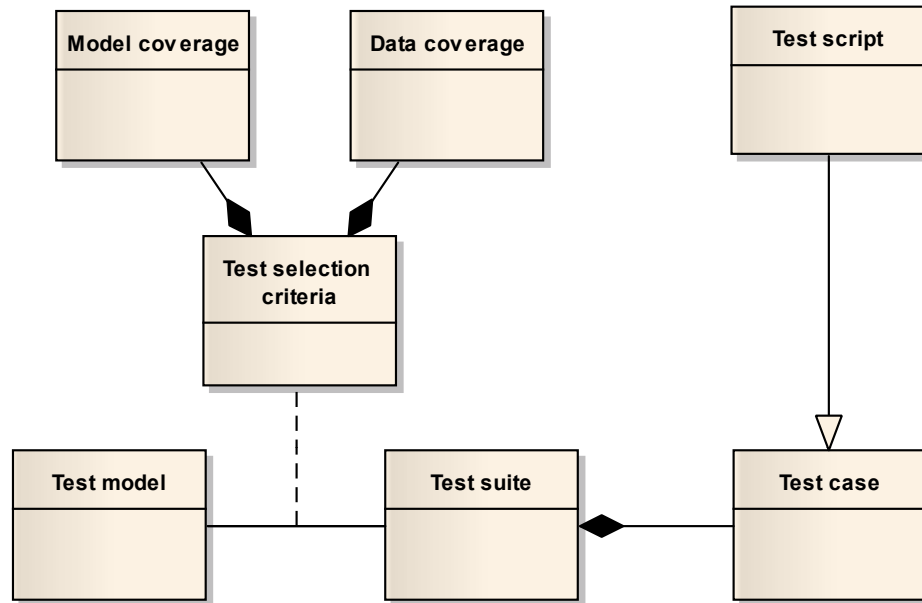 Model coverage
Data coverage
Test script
Test selection
criteria
Test model
Test suite
Test case